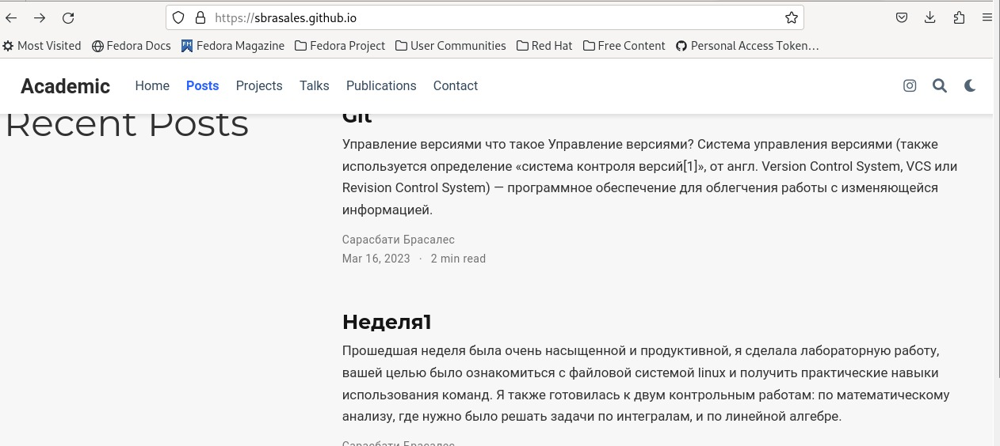 https://sbrasales.github.io
Most Visited Fedora Docs FM Fedora Magazine Fedora Project User Communities Red Hat Free Content Personal Access Token…
Academic Home Posts Projects Talks Publications Contact
Recent Posts
Git
Управление версиями что такое Управление версиями? Система управления версиями (также
используется определение «система контроля версий[1]», от англ. Version Control System, VCS или
Revision Control System) — программное обеспечение для облегчения работы с изменяющейся
информацией.
Сарасбати Брасалес
Mar 16, 2023 · 2 min read
Неделя1
Прошедшая неделя была очень насыщенной и продуктивной, я сделала лабораторную работу,
вашей целью было ознакомиться с файловой системой linux и получить практические навыки
использования команд. Я также готовилась к двум контрольным работам: по математическому
анализу, где нужно было решать задачи по интегралам, и по линейной алгебре.
Сарасбати Брасалес